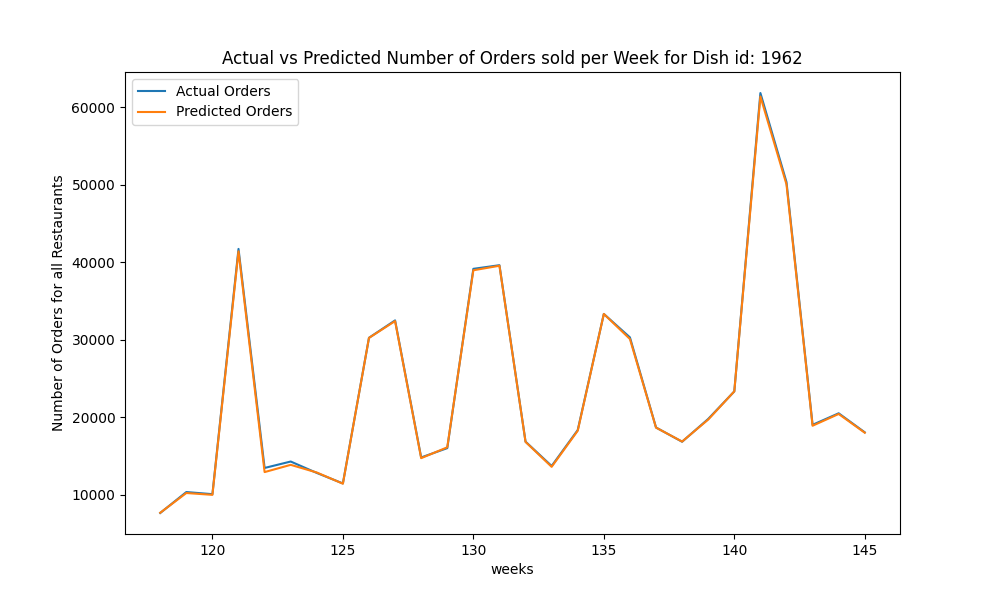 Actual vs Predicted Number of Orders sold per Week for Dish id: 1962
Actual Orders
Predicted Orders
Number of Orders for all Restaurants
60000
50000
40000
30000
20000
10000
120
125
130
135
140
145
weeks